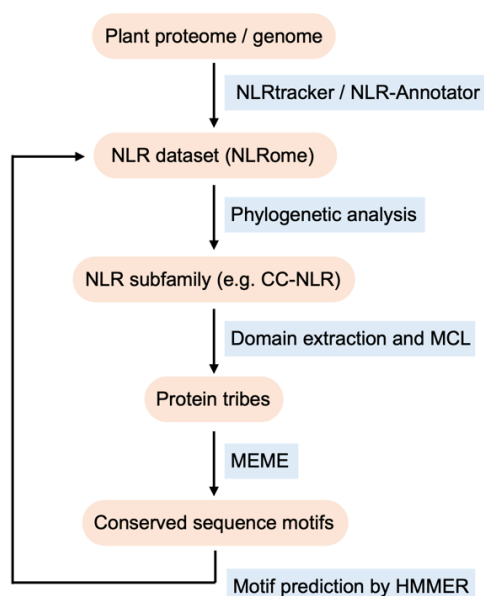 Plant proteome / genome
NLRtracker / NLR-Annotator
NLR dataset (NLRome)
Phylogenetic analysis
NLR subfamily (e.g. CC-NLR)
Domain extraction and MCL
Protein tribes
MEME
Conserved sequence motifs
Motif prediction by HMMER